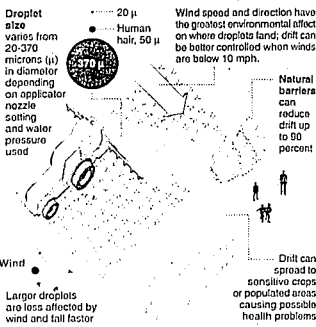 Droplet
size
varies from
20-370
microns (µ)
in diameter
depending
on applicator
nozzle
setting
and water
pressure
used
20 µ
Human
hair, 50 µ
370 µ
Wind speed and direction have
the greatest environmental affect
on where droplets land; drift can
be better controlled when winds
are below 10 mph.
Natural
barriers
can
reduce
drift up
to 90
percent
Wind
Larger droplets
are less affected by
wind and fall faster
Drift can
spread to
sensitive crops
or populated areas
causing possible
health problems